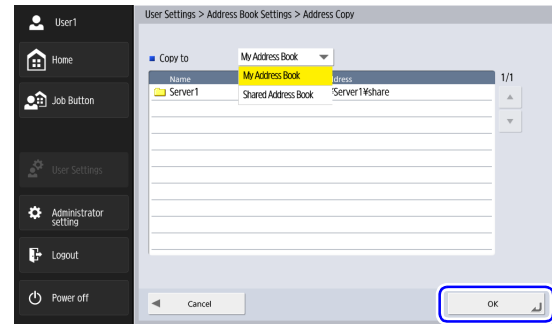 User1
User Settings > Address Book Settings > Address Copy
Home
Job Button
User Settings
Administrator
setting
Logout
Power off
Copy to
My Address Book
My Address Book
Shared Address Book
Name
dress
1/1
Server1
¥Server1¥share
Cancel
OK